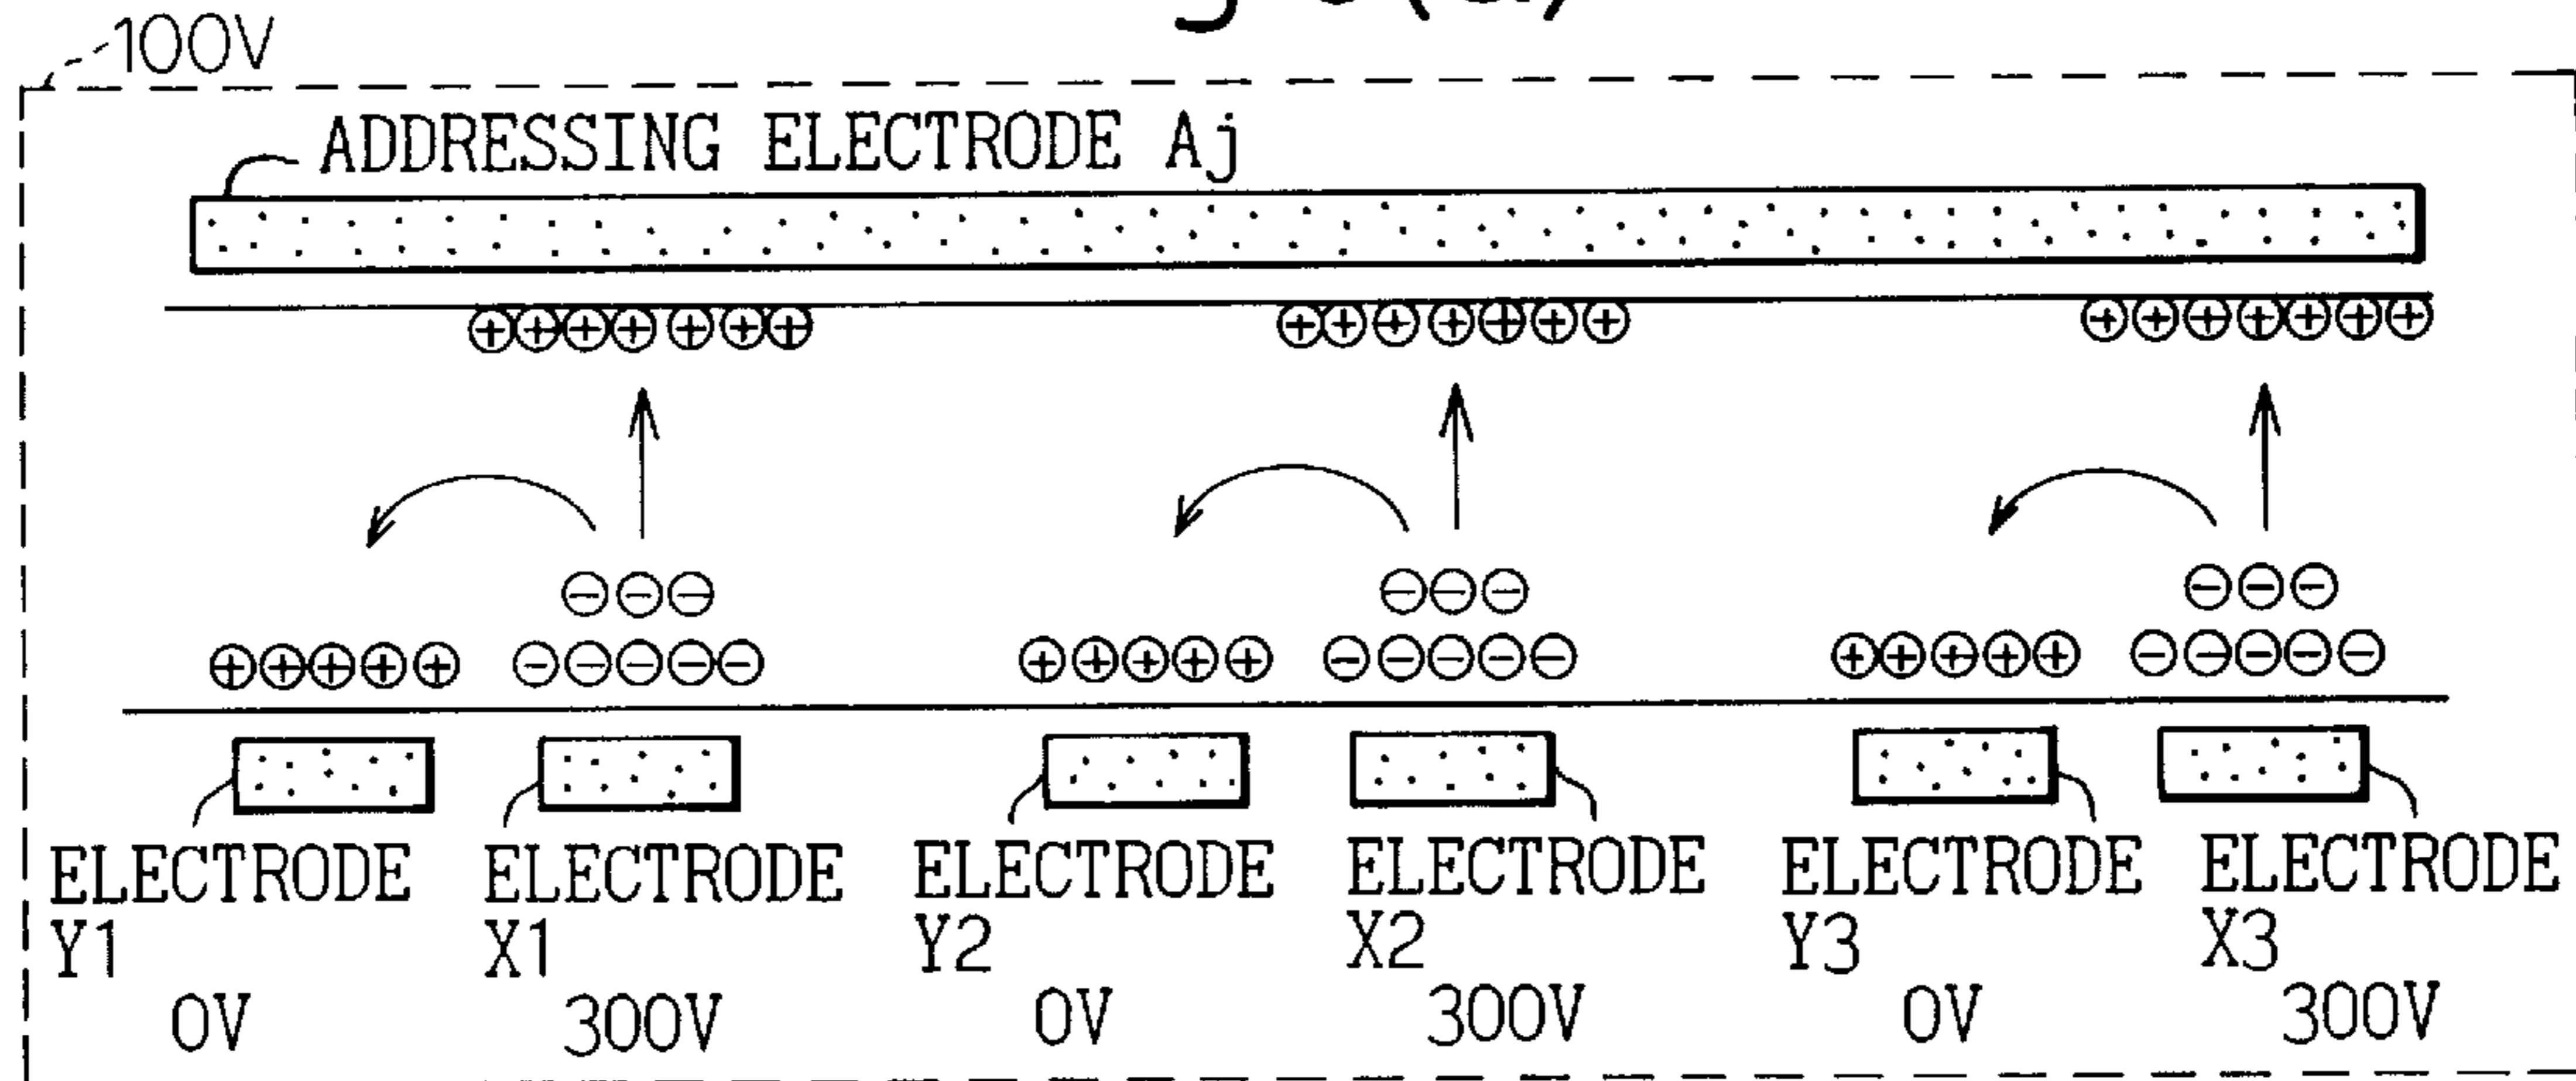 100V
ADDRESSING ELECTRODE Aj
ELECTRODE Y1
ELECTRODE X1
ELECTRODE Y2
ELECTRODE X2
ELECTRODE Y3
ELECTRODE X3
0V 300V 0V 300V 0V 300V